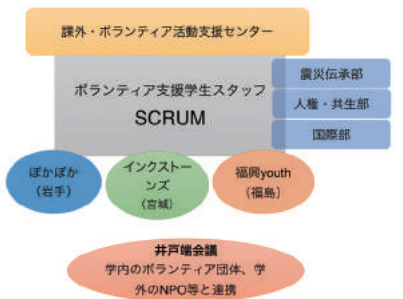 課外・ボランティア活動支援センター
ボランティア支援学生スタッフ
SCRUM
震災伝承部
人権・共生部
国際部
ぽかぽか
（岩手）
インクストー
ンズ
（宮城）
福興youth
（福島）
井戸端会議
学内のボランティア団体、学
外のNPO等と連携